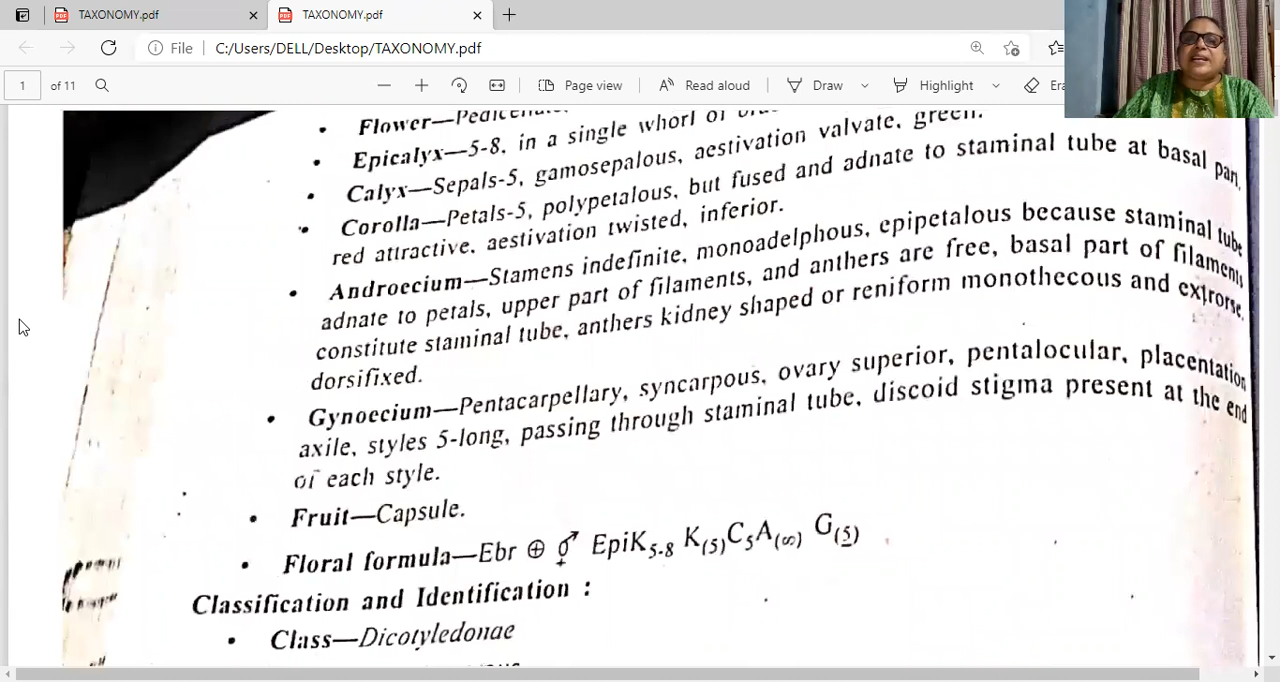 TAXONOMY.pdf
TAXONOMY.pdf
File C:/Users/DELL/Desktop/TAXONOMY.pdf
1 of 11 Page view Read aloud Draw Highlight
• Flower—
• Epicalyx—5-8, in a single whorl of
• Calyx—Sepals-5, gamosepalous, aestivation valvate, green.
• Corolla—Petals-5, polypetalous, but fused and adnate to staminal tube at basal part,
red attractive, aestivation twisted, inferior.
• Androecium—Stamens indefinite, monoadelphous, epipetalous because staminal tube
adnate to petals, upper part of filaments, and anthers are free, basal part of filaments
constitute staminal tube, anthers kidney shaped or reniform monothecous and extrorse,
dorsifixed.
• Gynoecium—Pentacarpellary, syncarpous, ovary superior, pentalocular, placentation
axile, styles 5-long, passing through staminal tube, discoid stigma present at the end
of each style.
• Fruit—Capsule.
• Floral formula—Ebr ⊕ ⚥ EpiK5-8 K(5)C5A(∞) G(5)
Classification and Identification :
• Class—Dicotyledonae